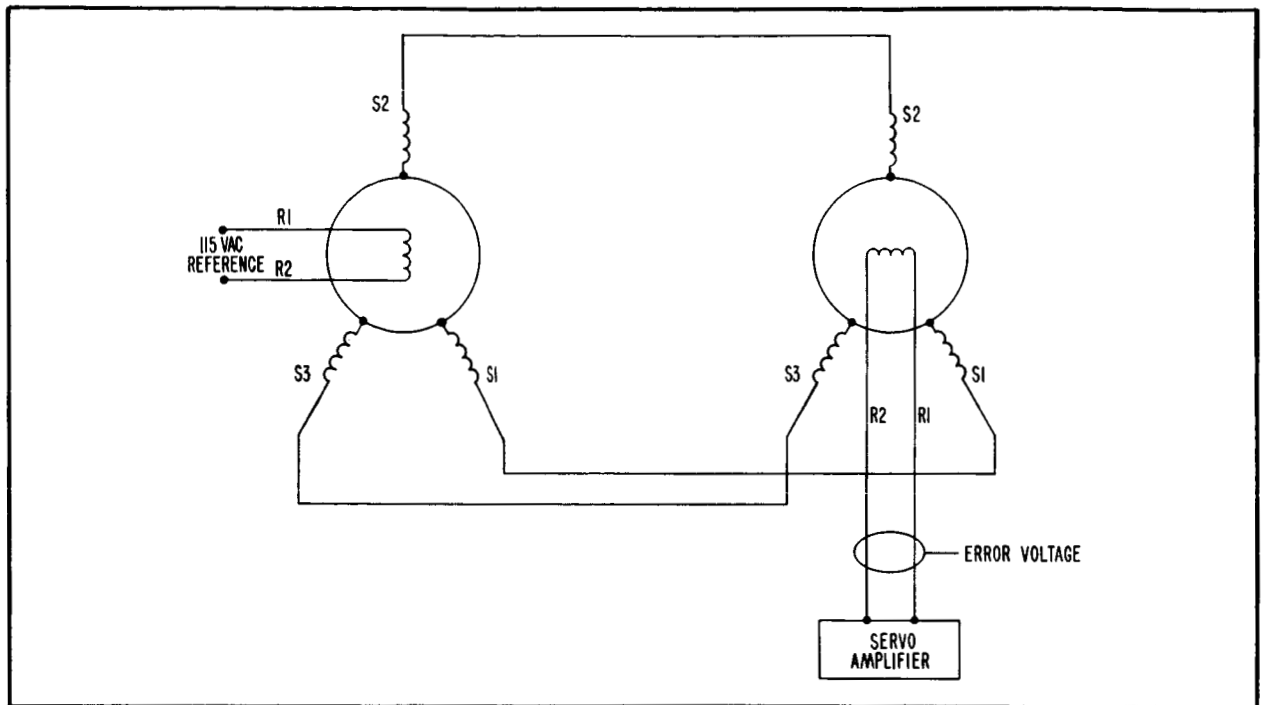 S2
S2
R1
115 VAC
REFERENCE
R2
S3
S1
S3
S1
R2
R1
ERROR VOLTAGE
SERVO
AMPLIFIER